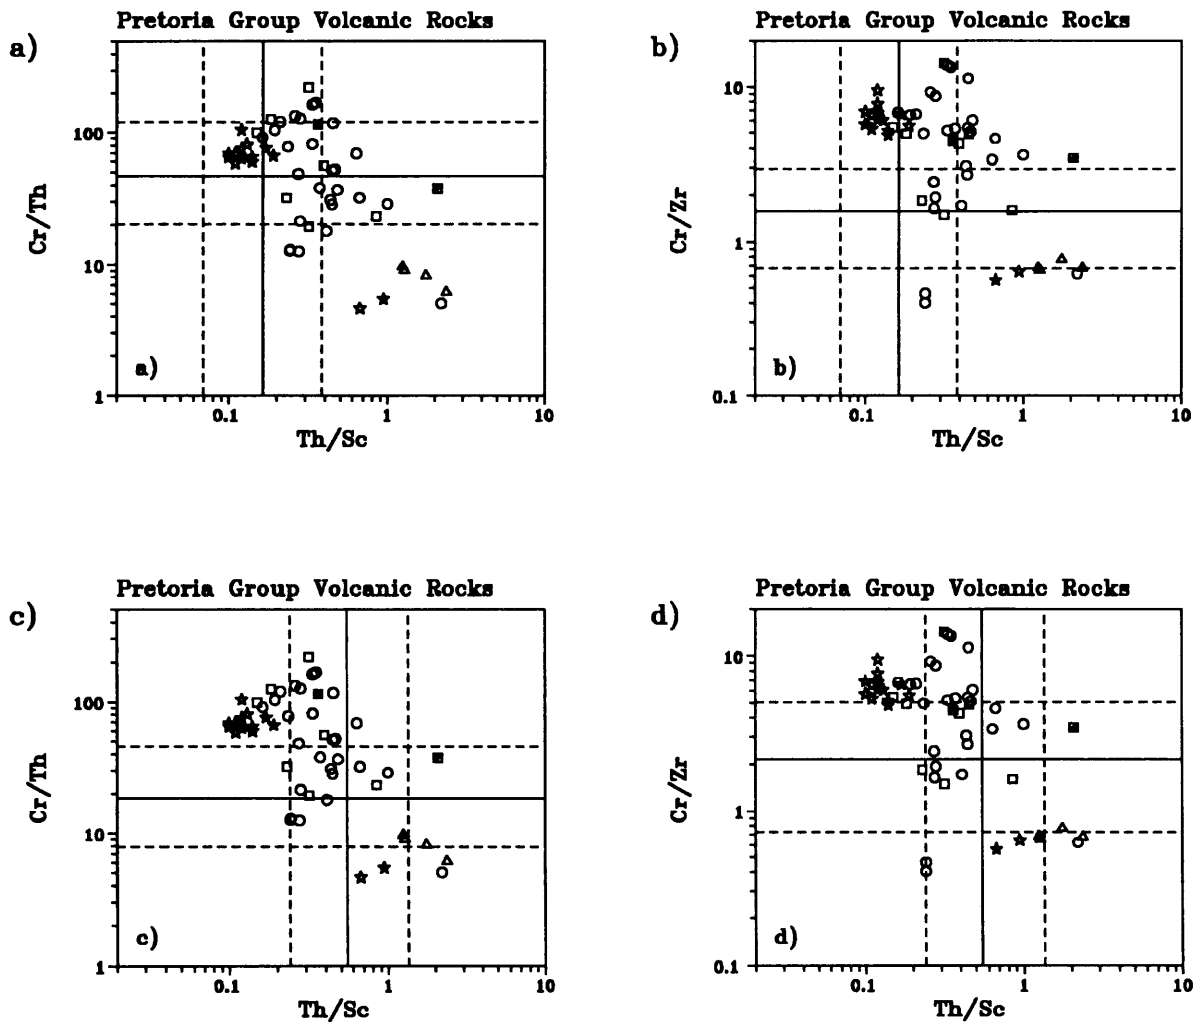 Pretoria Group Volcanic Rocks
a)
100
10
1
Cr/Th
a)
0.1 1 10
Th/Sc
Pretoria Group Volcanic Rocks
b)
10
1
0.1
Cr/Zr
b)
0.1 1 10
Th/Sc
Pretoria Group Volcanic Rocks
c)
100
10
1
Cr/Th
c)
0.1 1 10
Th/Sc
Pretoria Group Volcanic Rocks
d)
10
1
0.1
Cr/Zr
d)
0.1 1 10
Th/Sc